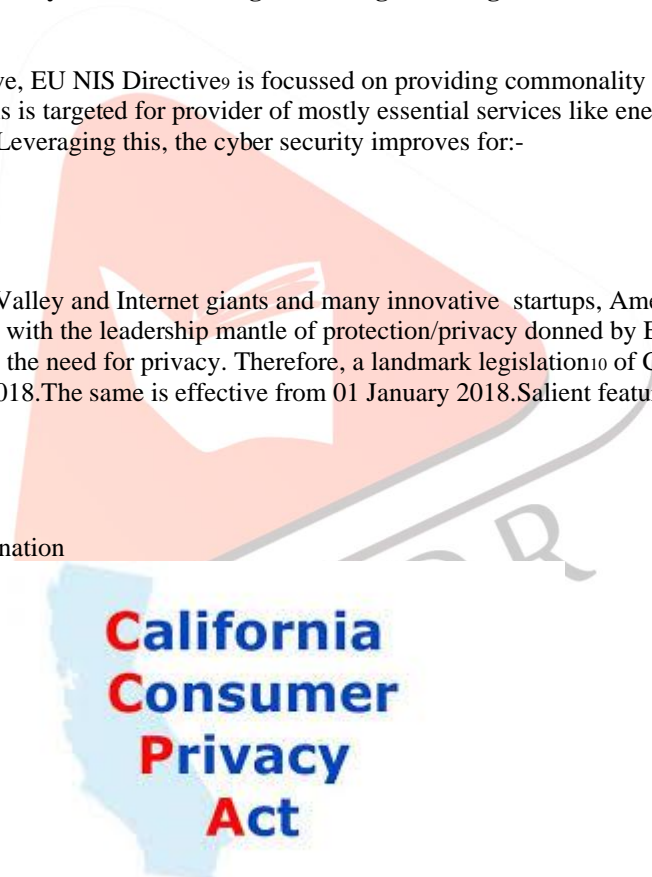 ve, EU NIS Directive9 is focussed on providing commonality
s is targeted for provider of mostly essential services like ene
Leveraging this, the cyber security improves for:-
Valley and Internet giants and many innovative startups, Ame
with the leadership mantle of protection/privacy donned by E
the need for privacy. Therefore, a landmark legislation10 of C
018.The same is effective from 01 January 2018.Salient featu
nation
O R
California
Consumer
Privacy
Act